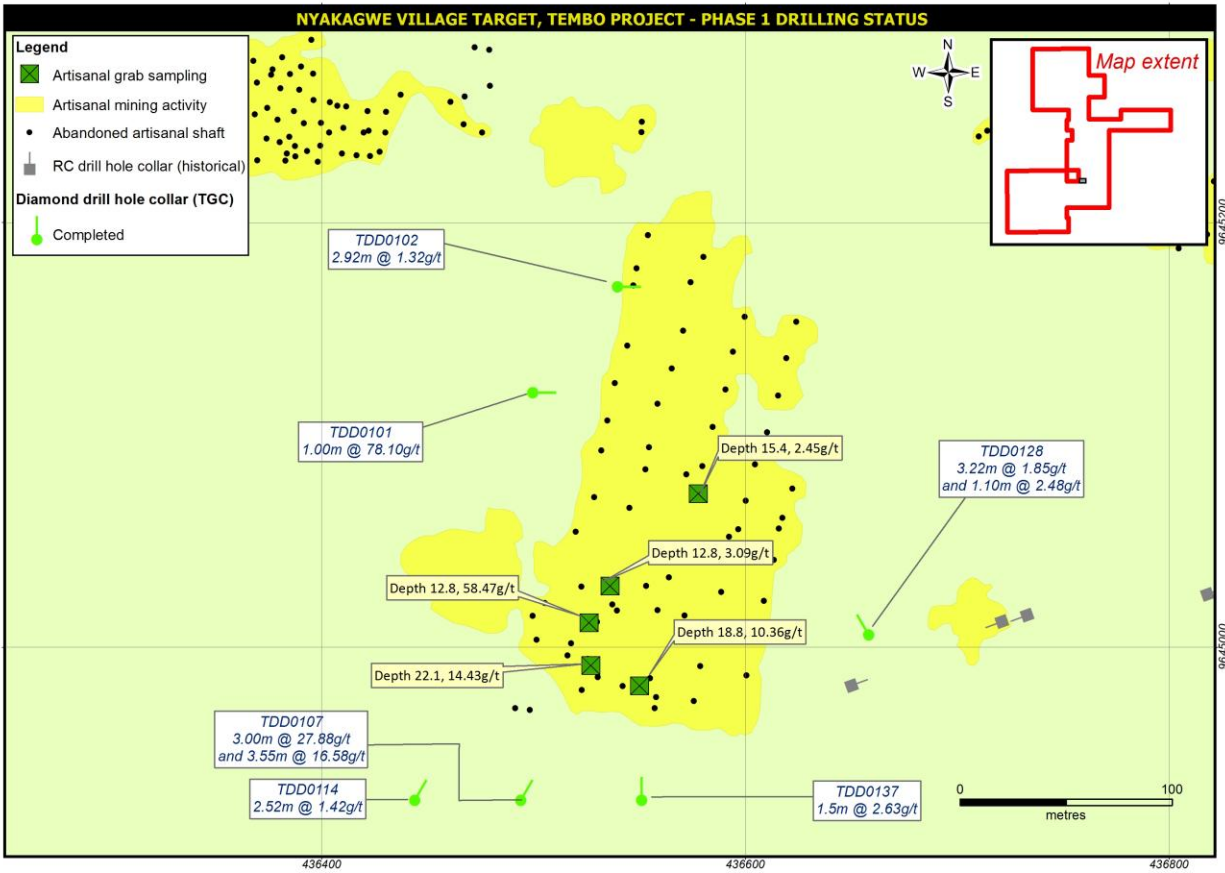 NYAKAGWE VILLAGE TARGET, TEMBO PROJECT - PHASE 1 DRILLING STATUS
Legend
Artisanal grab sampling
Artisanal mining activity
Abandoned artisanal shaft
RC drill hole collar (historical)
Diamond drill hole collar (TGC)
Completed
N
W
E
S
Map extent
9645200
TDD0102
2.92m @ 1.32g/t
TDD0101
1.00m @ 78.10g/t
Depth 15.4, 2.45g/t
TDD0128
3.22m @ 1.85g/t
and 1.10m @ 2.48g/t
Depth 12.8, 3.09g/t
Depth 12.8, 58.47g/t
Depth 18.8, 10.36g/t
9645000
Depth 22.1, 14.43g/t
TDD0107
3.00m @ 27.88g/t
and 3.55m @ 16.58g/t
TDD0114
2.52m @ 1.42g/t
TDD0137
1.5m @ 2.63g/t
0
100
metres
436400
436600
436800